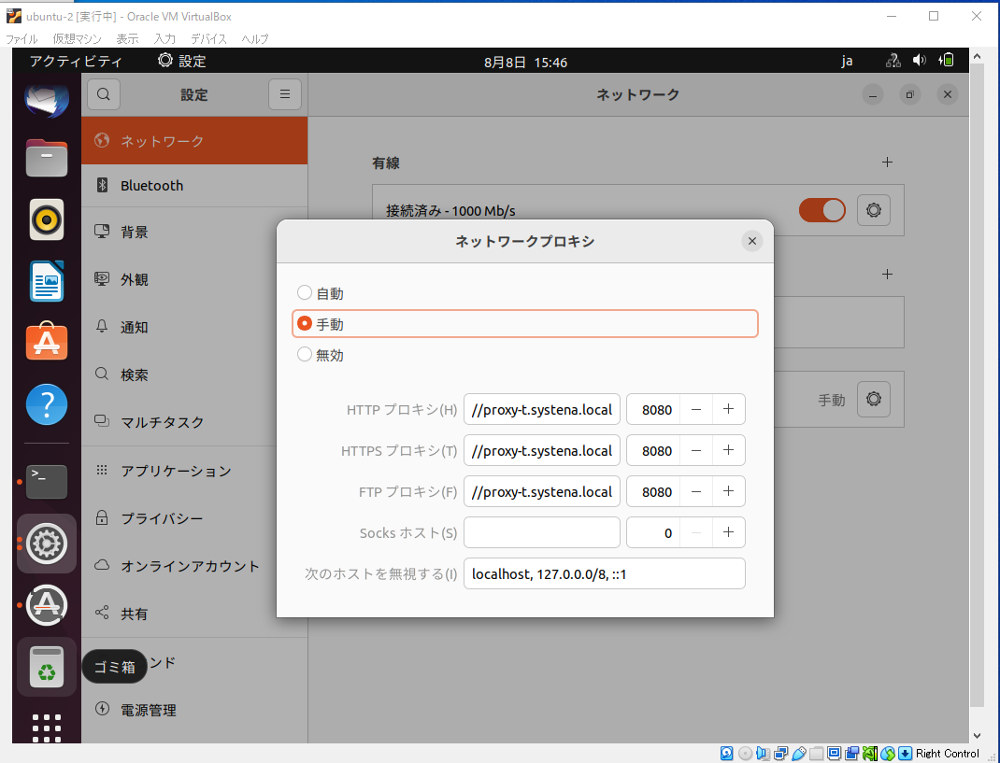 ubuntu-2 [実行中] - Oracle VM VirtualBox
ファイル 仮想マシン 表示 入力 デバイス ヘルプ
アクティビティ 設定 8月8日 15:46 ja
設定 ネットワーク
ネットワーク
有線
Bluetooth
接続済み - 1000 Mb/s
背景
ネットワークプロキシ
外観
自動
通知
手動
無効
検索
手動
HTTP プロキシ(H) //proxy-t.systena.local 8080
マルチタスク
HTTPS プロキシ(T) //proxy-t.systena.local 8080
アプリケーション
FTP プロキシ(F) //proxy-t.systena.local 8080
プライバシー
Socks ホスト(S) 0
オンラインアカウント
次のホストを無視する(I) localhost, 127.0.0.0/8, ::1
共有
ゴミ箱
ンド
電源管理
Right Control